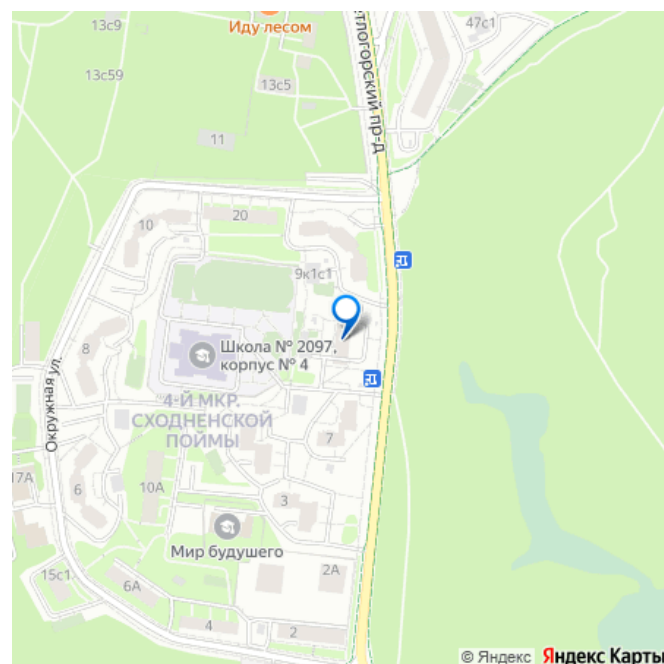 13с9
Иду лесом
47с1
13с59
13с5
тлогорский пр-д
11
20
10
9к1с1
8
Школа № 2097,
корпус № 4
Окружная ул.
4-Й МКР.
СХОДНЕНСКОЙ
ПОЙМЫ
7
17А
6
10А
3
Мир будущего
15с1
6А
2А
4
2
© Яндекс Яндекс Карты